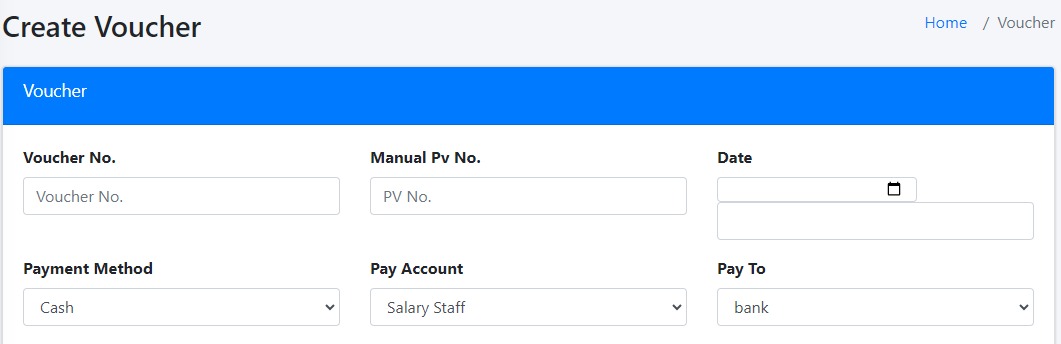 Create Voucher
Home / Voucher
Voucher
Voucher No. Manual Pv No. Date
Voucher No. PV No.
Payment Method Pay Account Pay To
Cash Salary Staff bank